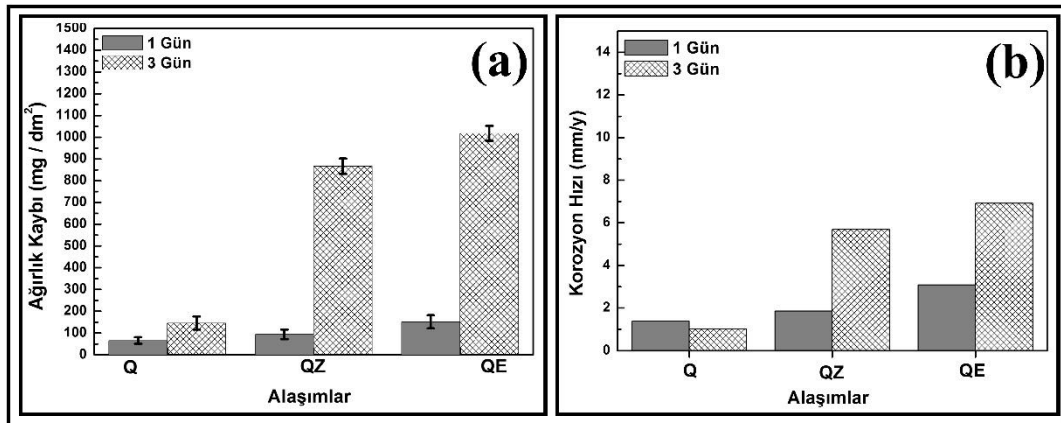 1 Gün
3 Gün
(a)
1500
1400
1300
1200
1100
1000
900
800
700
600
500
400
300
200
100
0
Ağırlık Kaybı (mg / dm²)
Q QZ QE
Alaşımlar
1 Gün
3 Gün
(b)
14
12
10
8
6
4
2
0
Korozyon Hızı (mm/y)
Q QZ QE
Alaşımlar